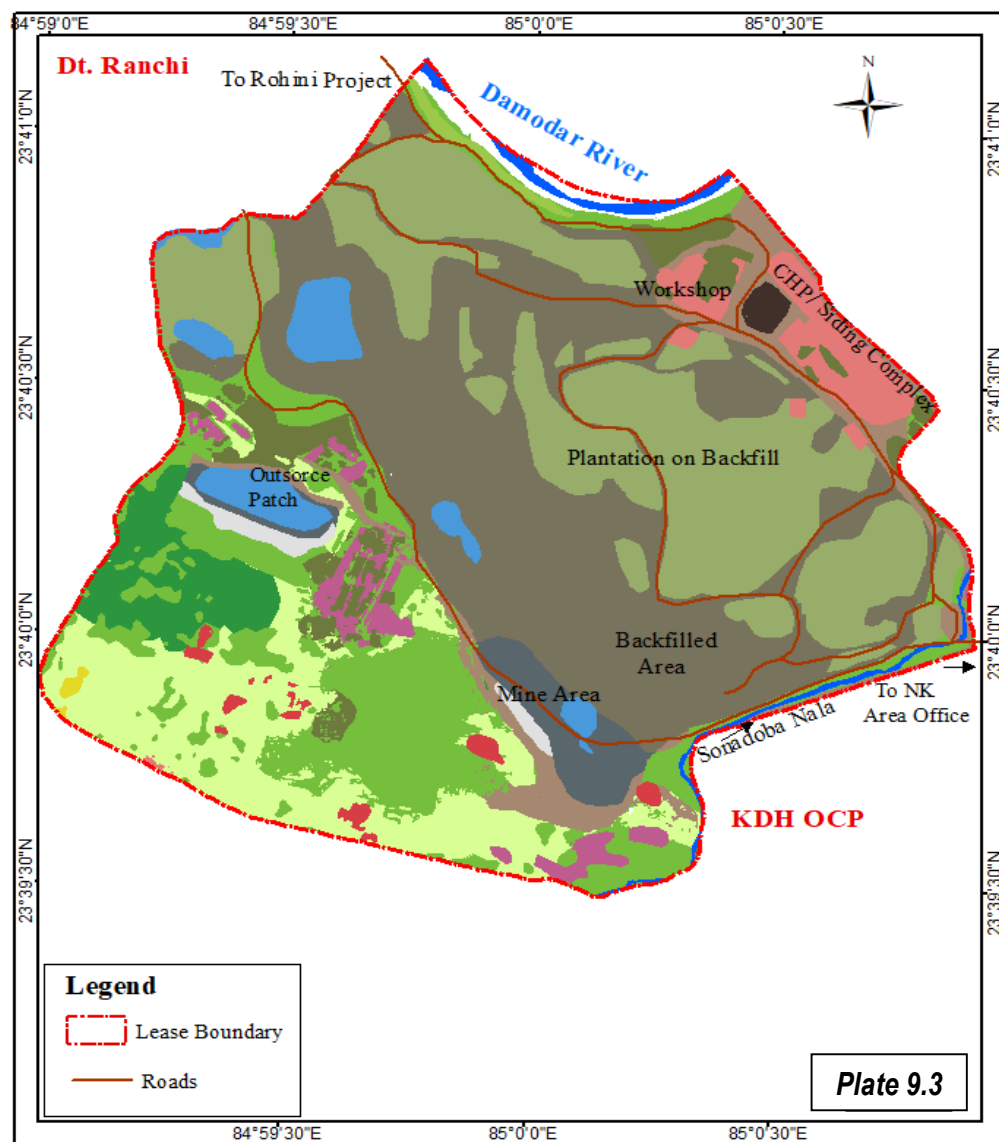 84°59'0"E
84°59'30"E
85°0'0"E
85°0'30"E
Dt. Ranchi
To Rohini Project
N
Damodar River
23°41'0"N
23°41'0"N
Workshop
CHP/ Siding Complex
23°40'30"N
23°40'30"N
Plantation on Backfill
Outsorce
Patch
23°40'0"N
23°40'0"N
Backfilled
Area
Mine Area
To NK
Area Office
Sonadoba Nala
KDH OCP
23°39'30"N
23°39'30"N
Legend
Lease Boundary
Roads
Plate 9.3
84°59'30"E
85°0'0"E
85°0'30"E